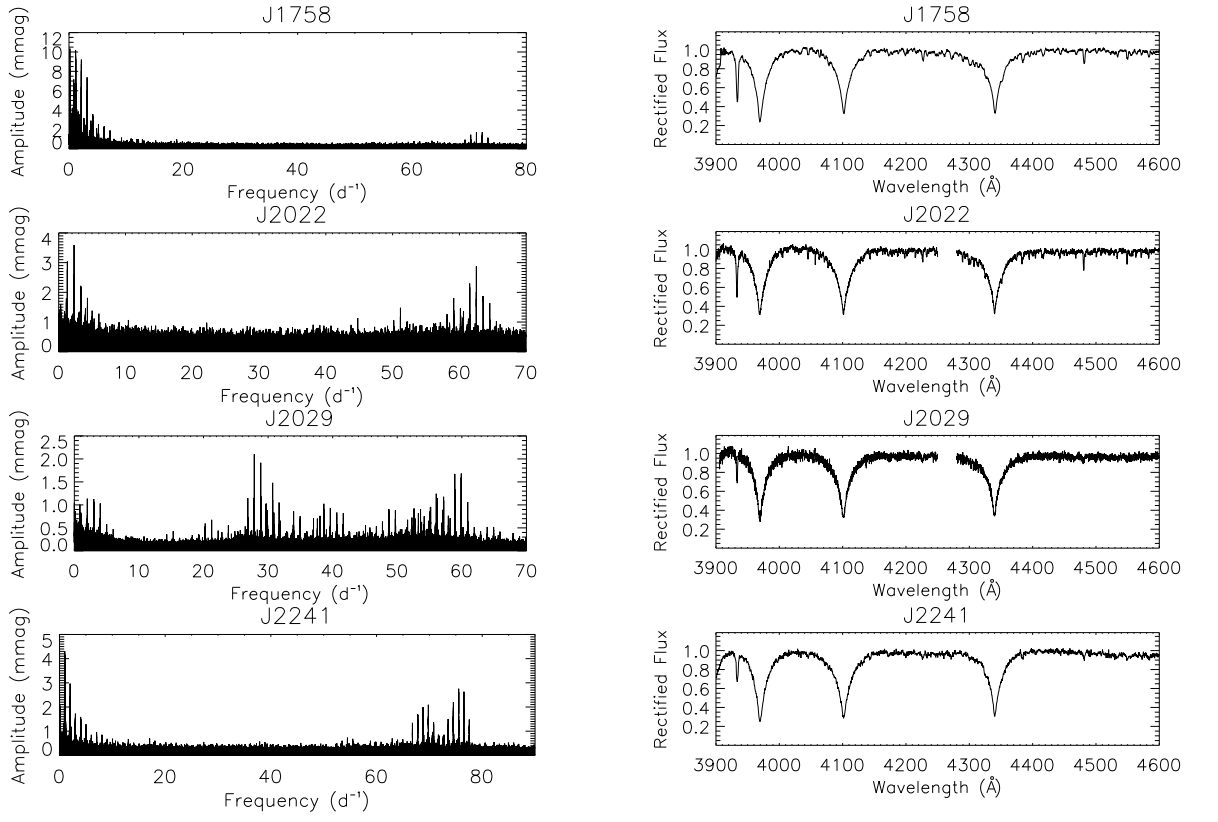 J1758
Amplitude (mmag)
12
10
8
6
4
2
0
0 20 40 60 80
Frequency (d⁻¹)
J1758
Rectified Flux
1.0
0.8
0.6
0.4
0.2
3900 4000 4100 4200 4300 4400 4500 4600
Wavelength (Å)
J2022
Amplitude (mmag)
4
3
2
1
0
0 10 20 30 40 50 60 70
Frequency (d⁻¹)
J2022
Rectified Flux
1.0
0.8
0.6
0.4
0.2
3900 4000 4100 4200 4300 4400 4500 4600
Wavelength (Å)
J2029
Amplitude (mmag)
2.5
2.0
1.5
1.0
0.5
0.0
0 10 20 30 40 50 60 70
Frequency (d⁻¹)
J2029
Rectified Flux
1.0
0.8
0.6
0.4
0.2
3900 4000 4100 4200 4300 4400 4500 4600
Wavelength (Å)
J2241
Amplitude (mmag)
5
4
3
2
1
0
0 20 40 60 80
Frequency (d⁻¹)
J2241
Rectified Flux
1.0
0.8
0.6
0.4
0.2
3900 4000 4100 4200 4300 4400 4500 4600
Wavelength (Å)